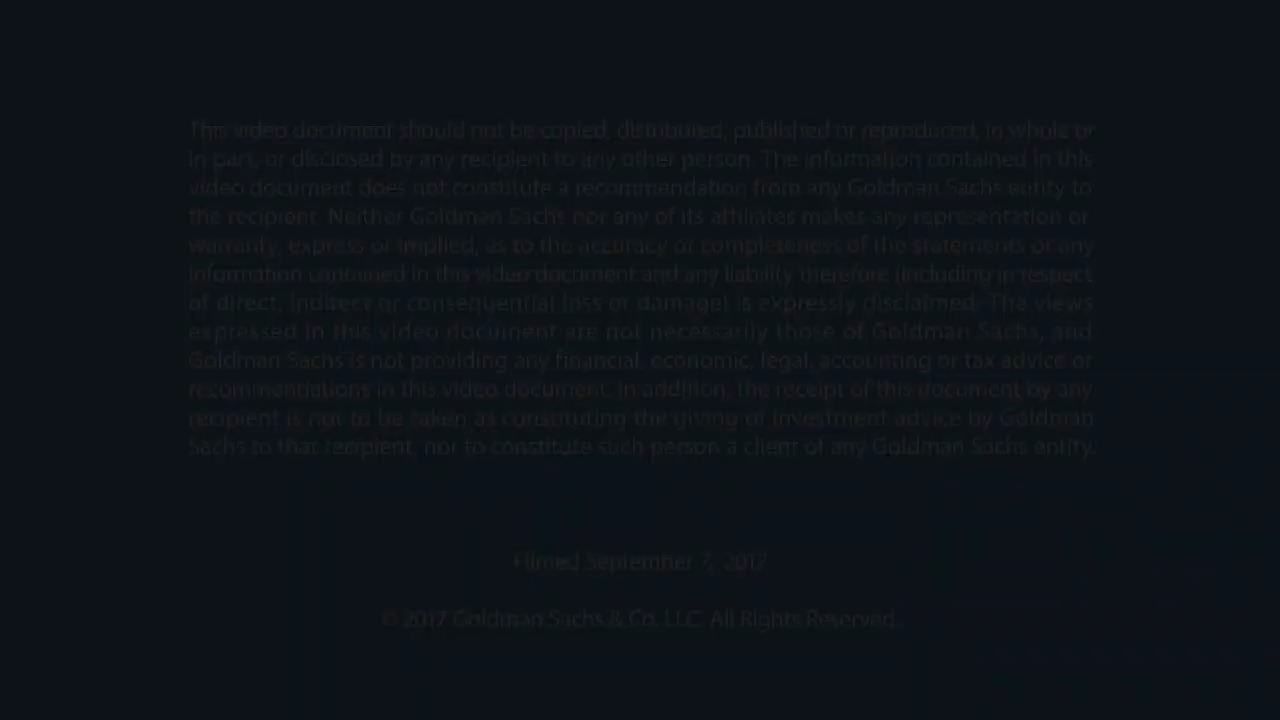 This video document should not be copied, distributed, published or reproduced, in whole or
in part, or disclosed by any recipient to any other person. The information contained in this
video document does not constitute a recommendation from any Goldman Sachs entity to
the recipient. Neither Goldman Sachs nor any of its affiliates makes any representation or
warranty, express or implied, as to the accuracy or completeness of the statements or any
information contained in this video document and any liability therefore (including in respect
of direct, indirect or consequential loss or damage) is expressly disclaimed. The views
expressed in this video document are not necessarily those of Goldman Sachs, and
Goldman Sachs is not providing any financial, economic, legal, accounting or tax advice or
recommendations in this video document. In addition, the receipt of this document by any
recipient is not to be taken as constituting the giving of investment advice by Goldman
Sachs to that recipient, nor to constitute such person a client of any Goldman Sachs entity.
Filmed September 7, 2017
© 2017 Goldman Sachs & Co. LLC. All Rights Reserved.